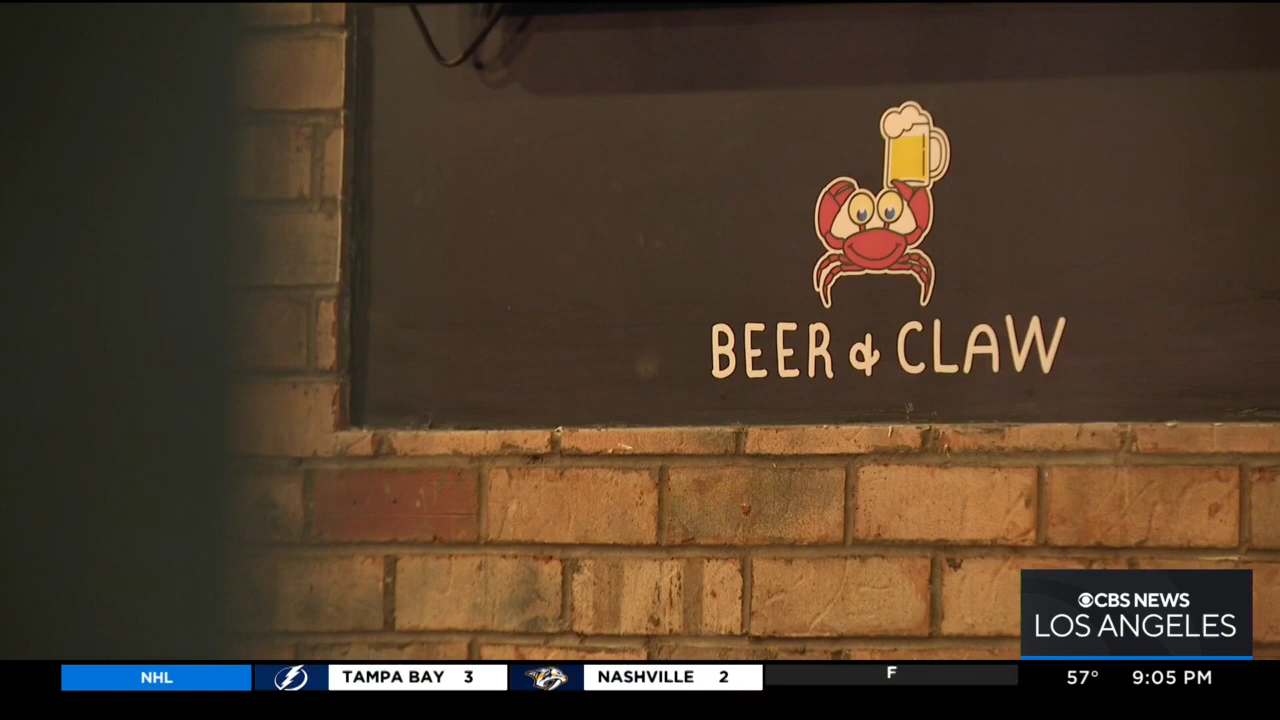 BEER & CLAW
CBS NEWS
LOS ANGELES
NHL TAMPA BAY 3 NASHVILLE 2 F 57° 9:05 PM